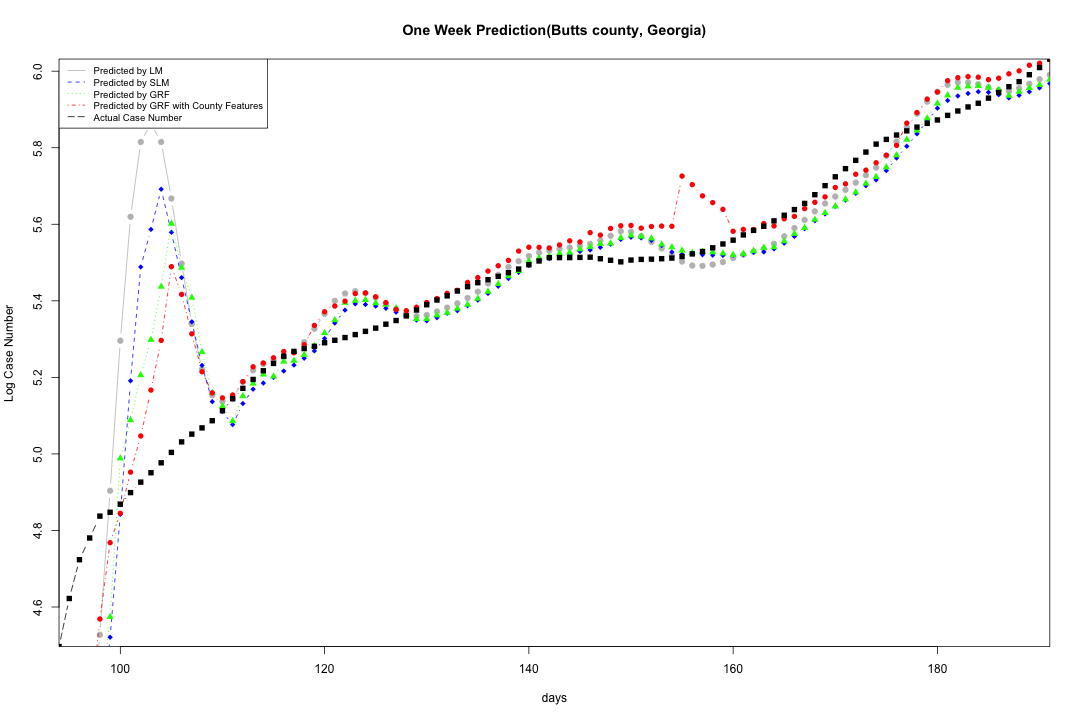 One Week Prediction(Butts county, Georgia)
Predicted by LM
Predicted by SLM
Predicted by GRF
Predicted by GRF with County Features
Actual Case Number
Log Case Number
6.0
5.8
5.6
5.4
5.2
5.0
4.8
4.6
100
120
140
160
180
days